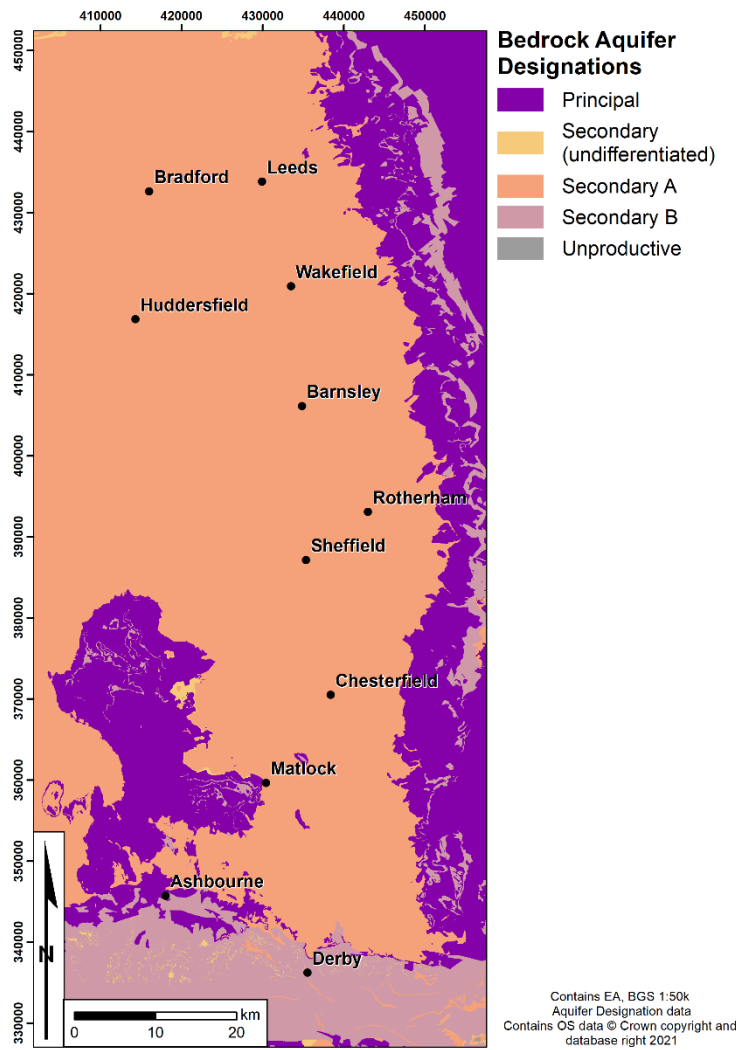 410000 420000 430000 440000 450000
450000
440000
430000
420000
410000
400000
390000
380000
370000
360000
350000
340000
330000
Bradford
Leeds
Wakefield
Huddersfield
Barnsley
Rotherham
Sheffield
Chesterfield
Matlock
Ashbourne
Derby
N
km
0 10 20
Bedrock Aquifer
Designations
Principal
Secondary
(undifferentiated)
Secondary A
Secondary B
Unproductive
Contains EA, BGS 1:50k
Aquifer Designation data
Contains OS data © Crown copyright and
database right 2021